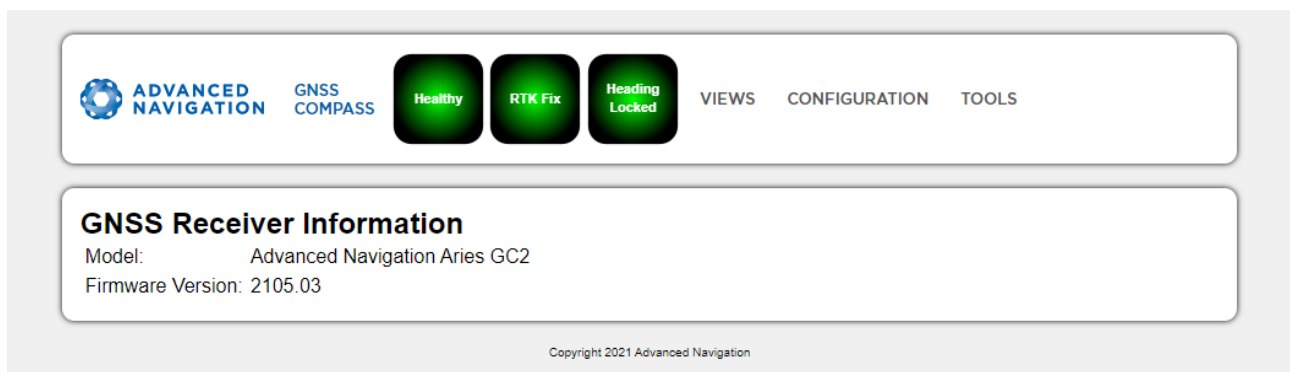 ADVANCED
NAVIGATION
GNSS
COMPASS
Healthy
RTK Fix
Heading
Locked
VIEWS
CONFIGURATION
TOOLS
GNSS Receiver Information
Model: Advanced Navigation Aries GC2
Firmware Version: 2105.03
Copyright 2021 Advanced Navigation